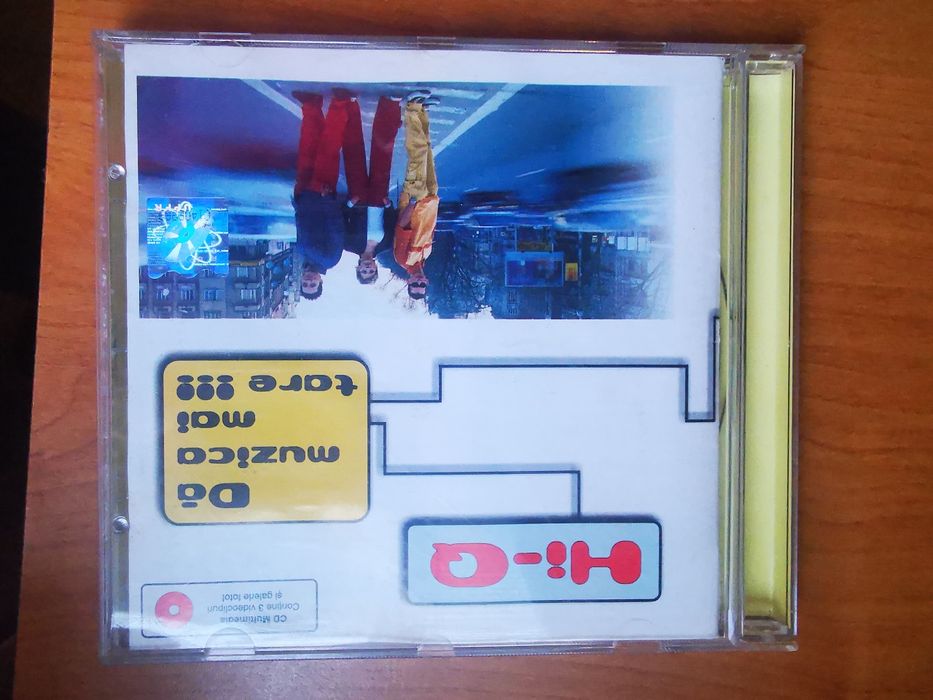 Hi-Q
CD Multimedia
Conţine 3 videoclipuri
şi galerie foto!
Dă
muzica
mai
tare !!!